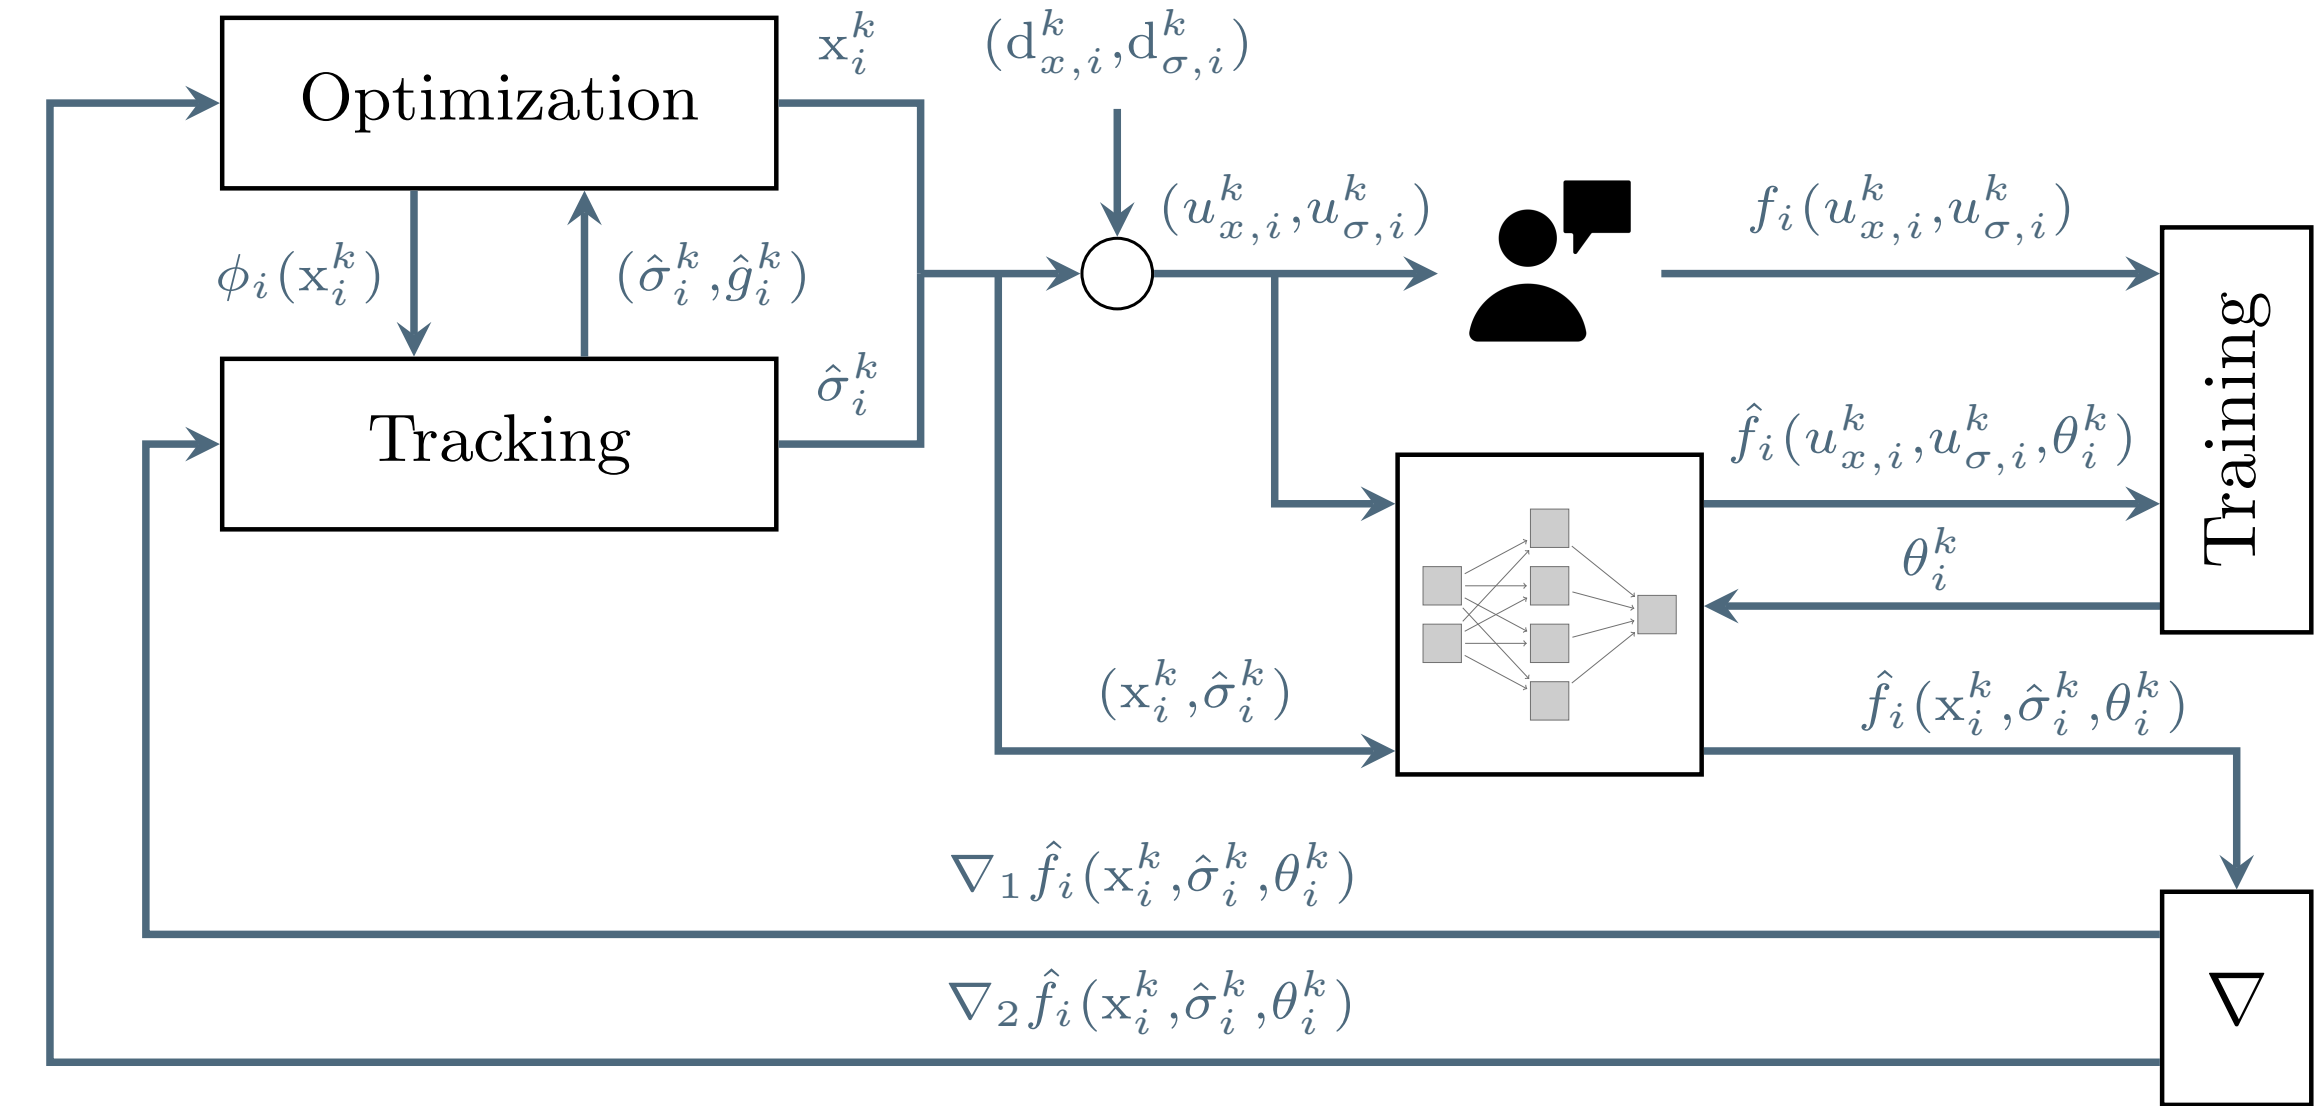 Optimization
x_i^k
(d_{x,i}^k,d_{σ,i}^k)
ϕ_i(x_i^k)
(σ̂_i^k,ĝ_i^k)
(u_{x,i}^k,u_{σ,i}^k)
f_i(u_{x,i}^k,u_{σ,i}^k)
Tracking
σ̂_i^k
f̂_i(u_{x,i}^k,u_{σ,i}^k,θ_i^k)
Training
θ_i^k
(x_i^k,σ̂_i^k)
f̂_i(x_i^k,σ̂_i^k,θ_i^k)
∇_1 f̂_i(x_i^k,σ̂_i^k,θ_i^k)
∇_2 f̂_i(x_i^k,σ̂_i^k,θ_i^k)
∇